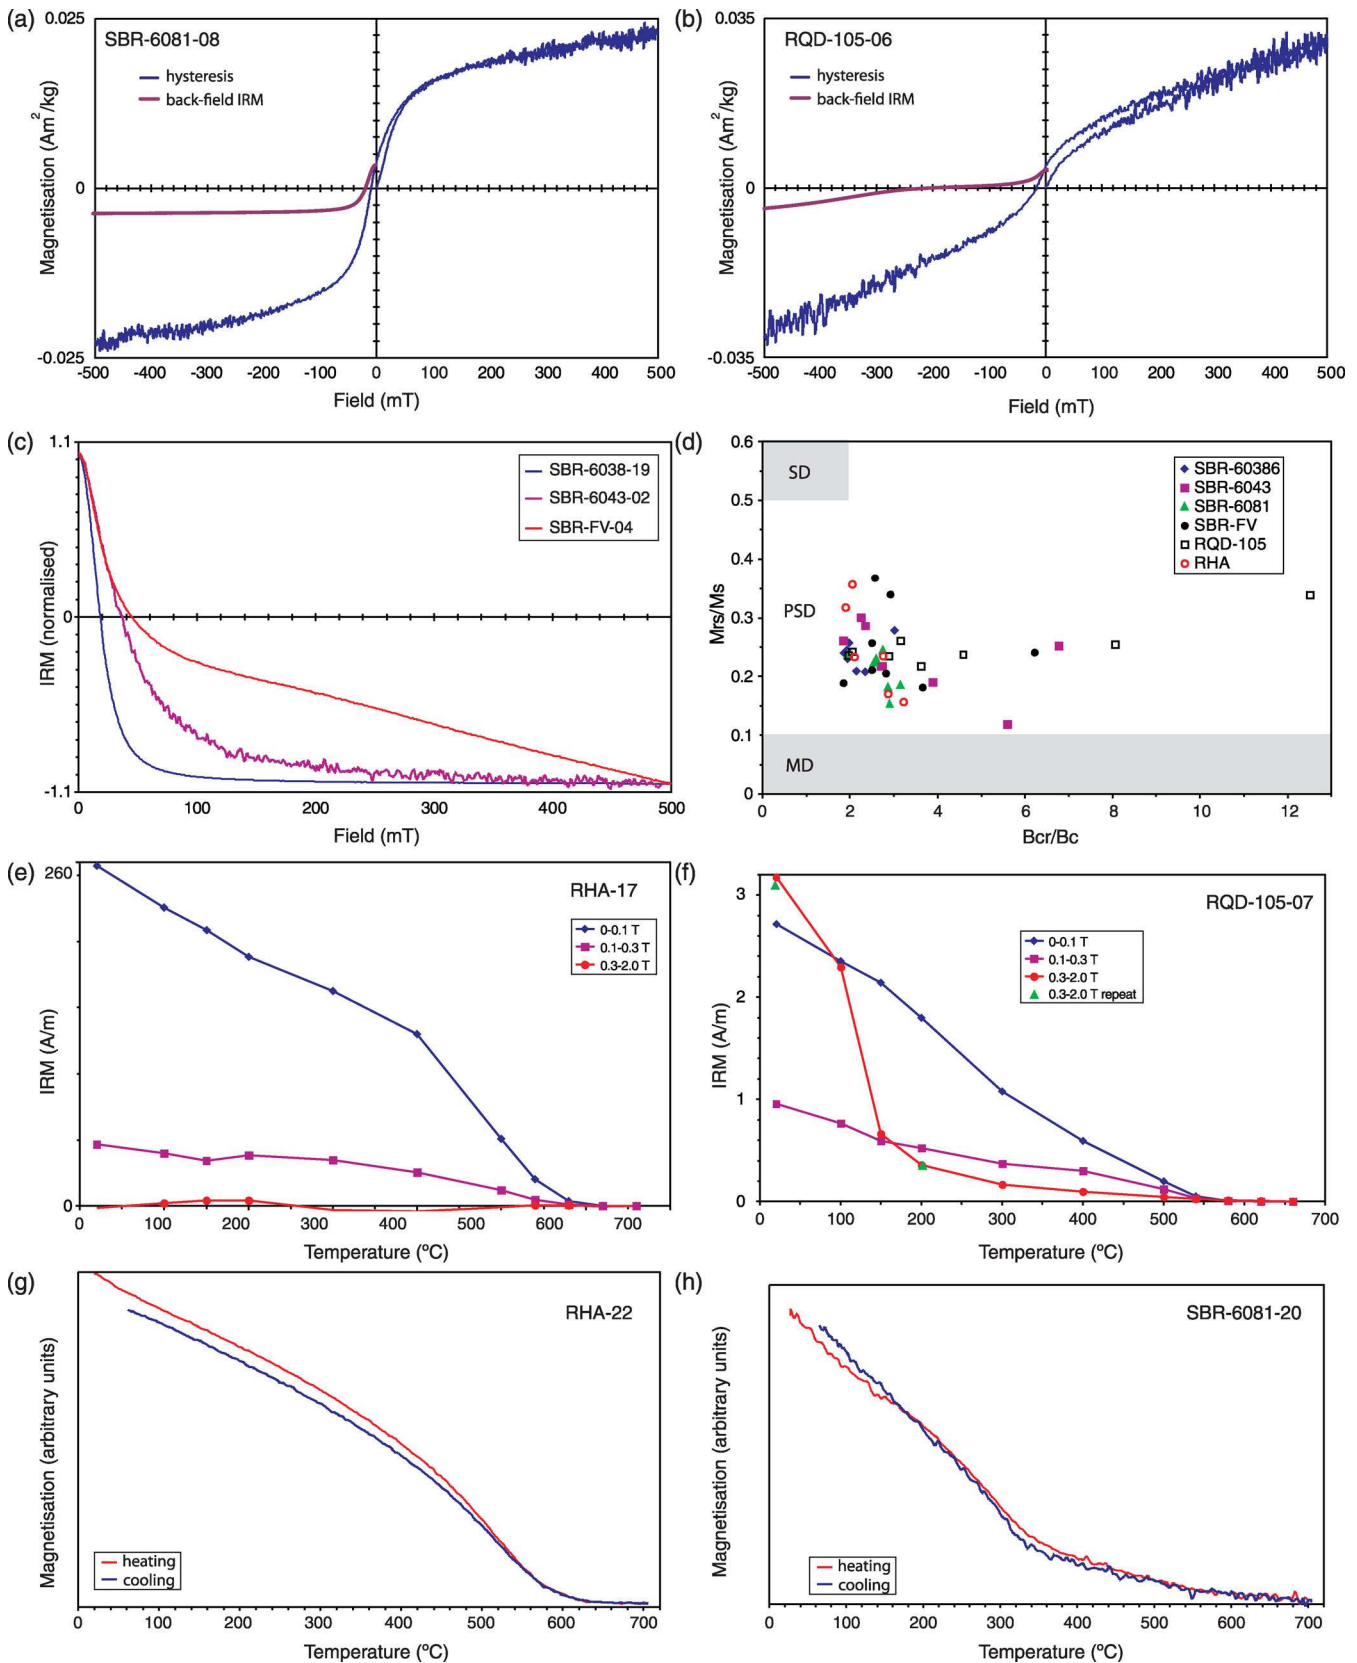 (a)
0.025
SBR-6081-08
hysteresis
back-field IRM
Magnetisation (Am²/kg)
0
-0.025
-500 -400 -300 -200 -100 0 100 200 300 400 500
Field (mT)
(b)
0.035
RQD-105-06
hysteresis
back-field IRM
Magnetisation (Am²/kg)
0
-0.035
-500 -400 -300 -200 -100 0 100 200 300 400 500
Field (mT)
(c)
1.1
SBR-6038-19
SBR-6043-02
SBR-FV-04
IRM (normalised)
0
-1.1
0 100 200 300 400 500
Field (mT)
(d)
0.6
SD
0.5
SBR-60386
SBR-6043
SBR-6081
SBR-FV
RQD-105
RHA
0.4
Mrs/Ms
PSD
0.3
0.2
0.1
MD
0.0
0 2 4 6 8 10 12
Bcr/Bc
(e)
260
RHA-17
0-0.1 T
0.1-0.3 T
0.3-2.0 T
IRM (A/m)
0
0 100 200 300 400 500 600 700
Temperature (ºC)
(f)
3
RQD-105-07
0-0.1 T
0.1-0.3 T
0.3-2.0 T
0.3-2.0 T repeat
2
IRM (A/m)
1
0
0 100 200 300 400 500 600 700
Temperature (ºC)
(g)
RHA-22
Magnetisation (arbitrary units)
heating
cooling
0 100 200 300 400 500 600 700
Temperature (ºC)
(h)
SBR-6081-20
Magnetisation (arbitrary units)
heating
cooling
0 100 200 300 400 500 600 700
Temperature (ºC)